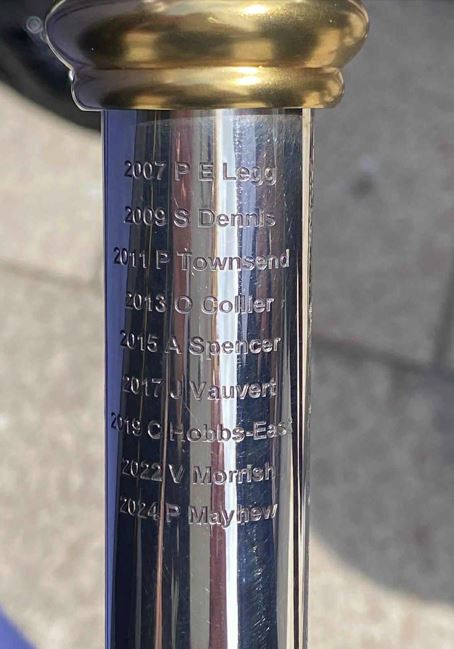 2007 P E Legg
2009 S Dennis
2011 P Townsend
2013 C Collier
2015 A Spencer
2017 J Vauvert
2019 C Hobbs-East
2022 V Morrish
2024 P Mayhew